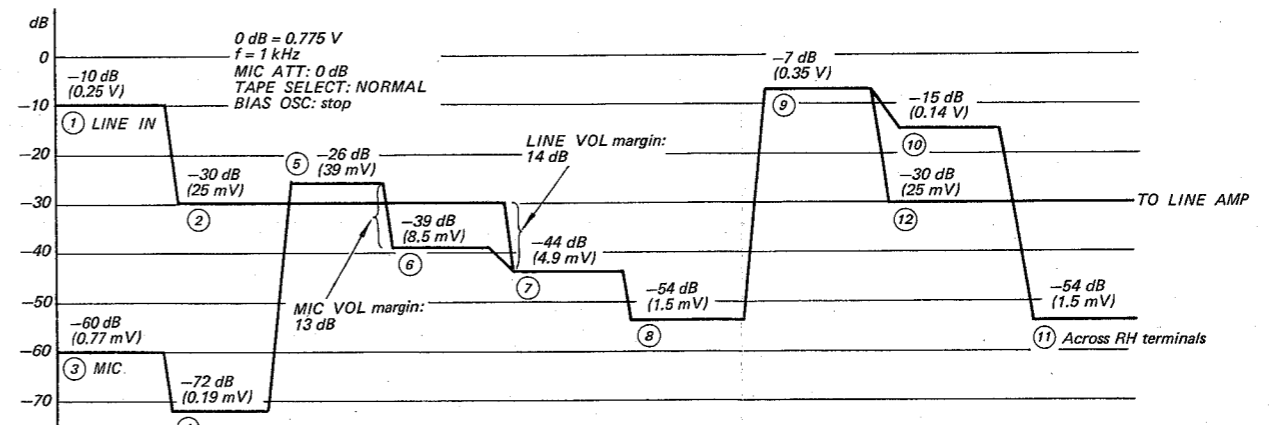 dB
0 dB = 0.775 V
f = 1 kHz
MIC ATT: 0 dB
TAPE SELECT: NORMAL
BIAS OSC: stop
0
−10
−20
−30
−40
−50
−60
−70
−10 dB
(0.25 V)
① LINE IN
−30 dB
(25 mV)
②
−60 dB
(0.77 mV)
③ MIC
−72 dB
(0.19 mV)
⑤ −26 dB
(39 mV)
−39 dB
(8.5 mV)
⑥
MIC VOL margin:
13 dB
LINE VOL margin:
14 dB
−44 dB
(4.9 mV)
⑦
−54 dB
(1.5 mV)
⑧
−7 dB
(0.35 V)
⑨
−15 dB
(0.14 V)
⑩
−30 dB
(25 mV)
⑫
TO LINE AMP
−54 dB
(1.5 mV)
⑪ Across RH terminals